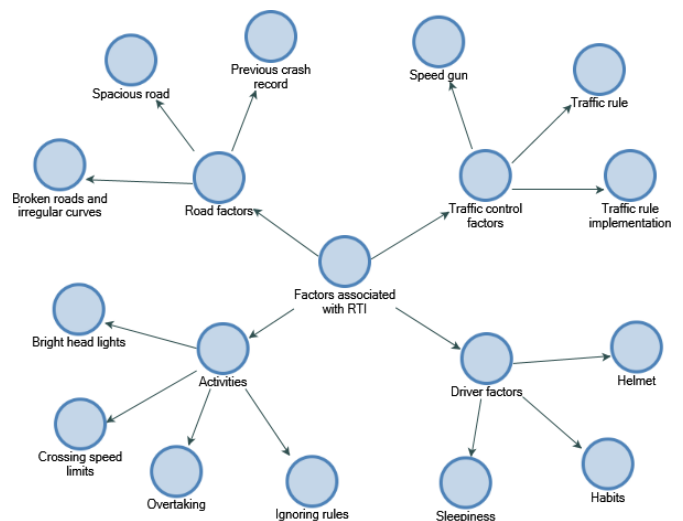 Spacious road
Previous crash
record
Speed gun
Traffic rule
Broken roads and
irregular curves
Road factors
Traffic control
factors
Traffic rule
implementation
Factors associated
with RTI
Bright head lights
Activities
Driver factors
Helmet
Crossing speed
limits
Overtaking
Ignoring rules
Sleepiness
Habits